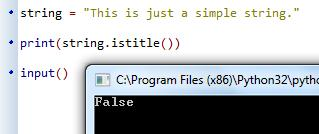 string = "This is just a simple string."
print(string.istitle())
input()
C:\Program Files (x86)\Python32\pytho
False